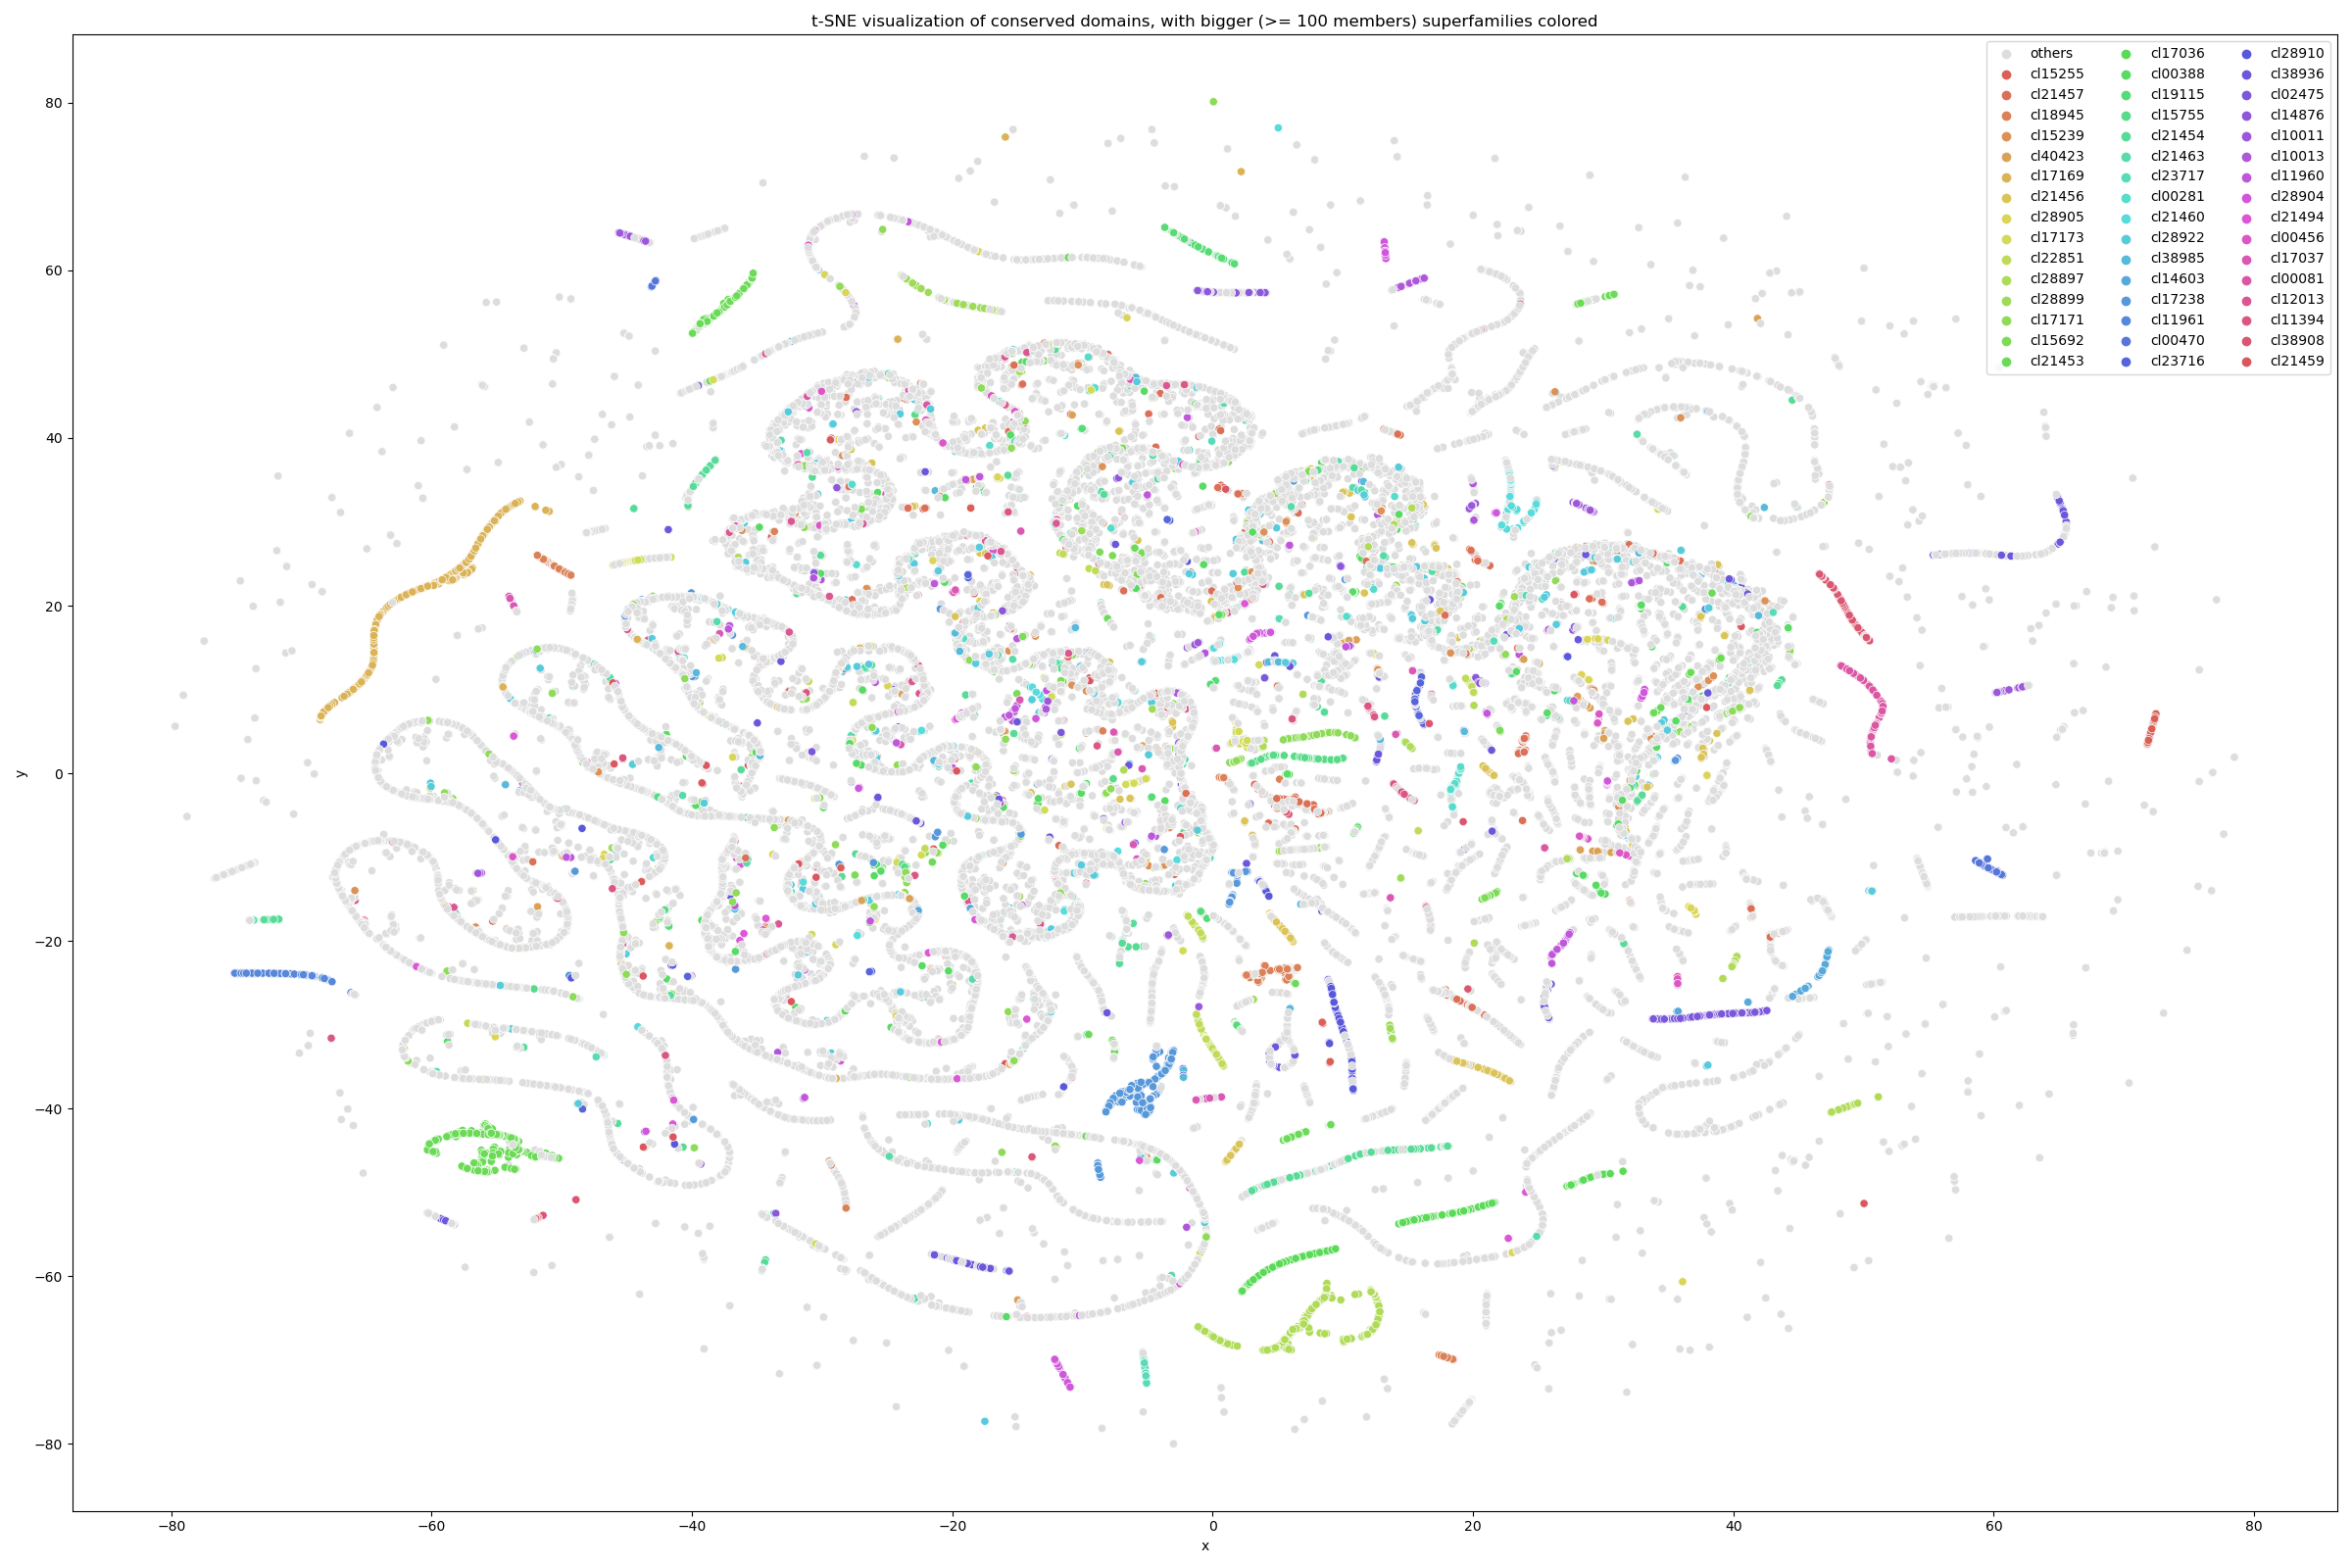 t-SNE visualization of conserved domains, with bigger (>= 100 members) superfamilies colored
others
cl15255
cl21457
cl18945
cl15239
cl40423
cl17169
cl21456
cl28905
cl17173
cl22851
cl28897
cl28899
cl17171
cl15692
cl21453
cl17036
cl00388
cl19115
cl15755
cl21454
cl21463
cl23717
cl00281
cl21460
cl28922
cl38985
cl14603
cl17238
cl11961
cl00470
cl23716
cl28910
cl38936
cl02475
cl14876
cl10011
cl10013
cl11960
cl28904
cl21494
cl00456
cl17037
cl00081
cl12013
cl11394
cl38908
cl21459
y
80
60
40
20
0
−20
−40
−60
−80
−80
−60
−40
−20
0
20
40
60
80
x